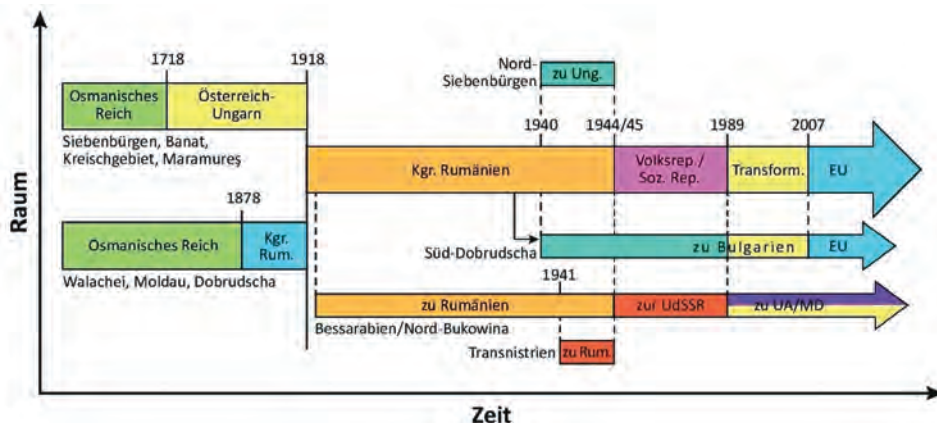 Raum
1718
1918
Osmanisches
Reich
Österreich-
Ungarn
Siebenbürgen, Banat,
Kreischgebiet, Maramureş
Nord-
Siebenbürgen
zu Ung.
1940
1944/45
1989
2007
Kgr. Rumänien
Volksrep./
Soz. Rep.
Transform.
EU
1878
Osmanisches Reich
Kgr.
Rum.
Walachei, Moldau, Dobrudscha
Süd-Dobrudscha
zu Bulgarien
EU
1941
zu Rumänien
zur UdSSR
zu UA/MD
Bessarabien/Nord-Bukowina
Transnistrien
zu Rum.
Zeit